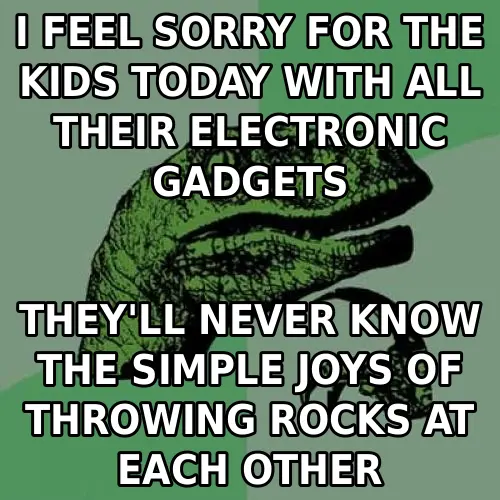 I FEEL SORRY FOR THE
KIDS TODAY WITH ALL
THEIR ELECTRONIC
GADGETS
THEY'LL NEVER KNOW
THE SIMPLE JOYS OF
THROWING ROCKS AT
EACH OTHER